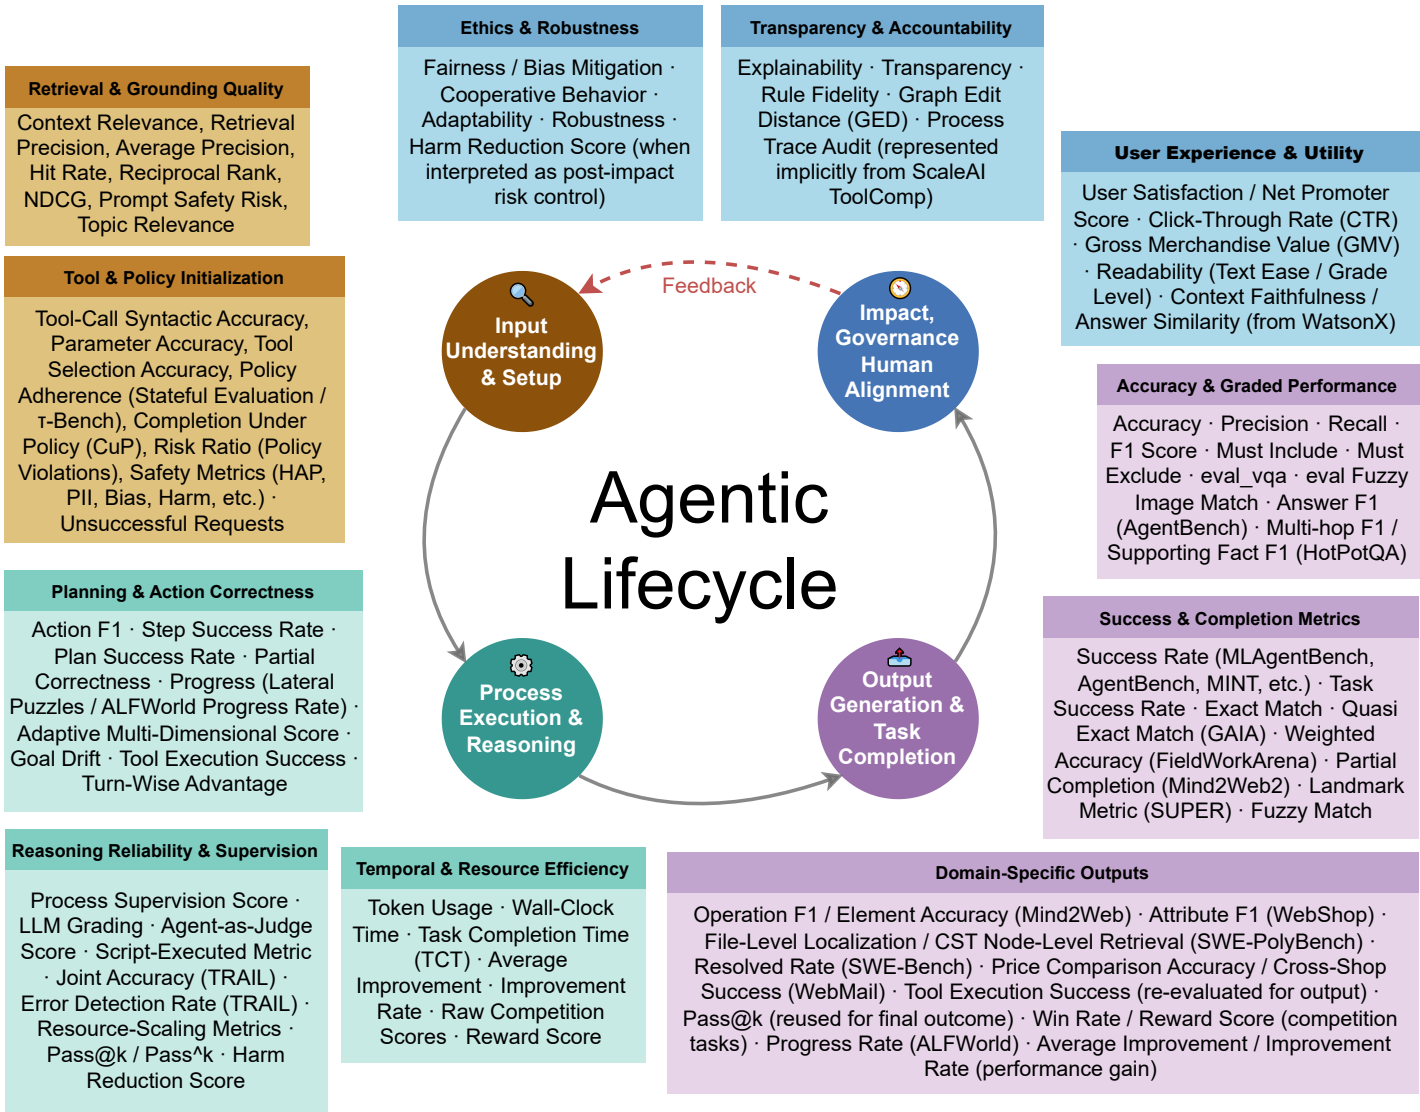 Ethics & Robustness
Fairness / Bias Mitigation ·
Cooperative Behavior ·
Adaptability · Robustness ·
Harm Reduction Score (when
interpreted as post-impact
risk control)
Transparency & Accountability
Explainability · Transparency ·
Rule Fidelity · Graph Edit
Distance (GED) · Process
Trace Audit (represented
implicitly from ScaleAI
ToolComp)
Retrieval & Grounding Quality
Context Relevance, Retrieval
Precision, Average Precision,
Hit Rate, Reciprocal Rank,
NDCG, Prompt Safety Risk,
Topic Relevance
User Experience & Utility
User Satisfaction / Net Promoter
Score · Click-Through Rate (CTR)
· Gross Merchandise Value (GMV)
· Readability (Text Ease / Grade
Level) · Context Faithfulness /
Answer Similarity (from WatsonX)
Tool & Policy Initialization
Tool-Call Syntactic Accuracy,
Parameter Accuracy, Tool
Selection Accuracy, Policy
Adherence (Stateful Evaluation /
τ-Bench), Completion Under
Policy (CuP), Risk Ratio (Policy
Violations), Safety Metrics (HAP,
PII, Bias, Harm, etc.) ·
Unsuccessful Requests
Feedback
Input
Understanding
& Setup
Impact,
Governance
Human
Alignment
Agentic
Lifecycle
Process
Execution &
Reasoning
Output
Generation &
Task
Completion
Accuracy & Graded Performance
Accuracy · Precision · Recall ·
F1 Score · Must Include · Must
Exclude · eval_vqa · eval Fuzzy
Image Match · Answer F1
(AgentBench) · Multi-hop F1 /
Supporting Fact F1 (HotPotQA)
Planning & Action Correctness
Action F1 · Step Success Rate ·
Plan Success Rate · Partial
Correctness · Progress (Lateral
Puzzles / ALFWorld Progress Rate) ·
Adaptive Multi-Dimensional Score ·
Goal Drift · Tool Execution Success ·
Turn-Wise Advantage
Success & Completion Metrics
Success Rate (MLAgentBench,
AgentBench, MINT, etc.) · Task
Success Rate · Exact Match · Quasi
Exact Match (GAIA) · Weighted
Accuracy (FieldWorkArena) · Partial
Completion (Mind2Web2) · Landmark
Metric (SUPER) · Fuzzy Match
Reasoning Reliability & Supervision
Process Supervision Score ·
LLM Grading · Agent-as-Judge
Score · Script-Executed Metric
· Joint Accuracy (TRAIL) ·
Error Detection Rate (TRAIL) ·
Resource-Scaling Metrics ·
Pass@k / Pass^k · Harm
Reduction Score
Temporal & Resource Efficiency
Token Usage · Wall-Clock
Time · Task Completion Time
(TCT) · Average
Improvement · Improvement
Rate · Raw Competition
Scores · Reward Score
Domain-Specific Outputs
Operation F1 / Element Accuracy (Mind2Web) · Attribute F1 (WebShop) ·
File-Level Localization / CST Node-Level Retrieval (SWE-PolyBench) ·
Resolved Rate (SWE-Bench) · Price Comparison Accuracy / Cross-Shop
Success (WebMail) · Tool Execution Success (re-evaluated for output) ·
Pass@k (reused for final outcome) · Win Rate / Reward Score (competition
tasks) · Progress Rate (ALFWorld) · Average Improvement / Improvement
Rate (performance gain)